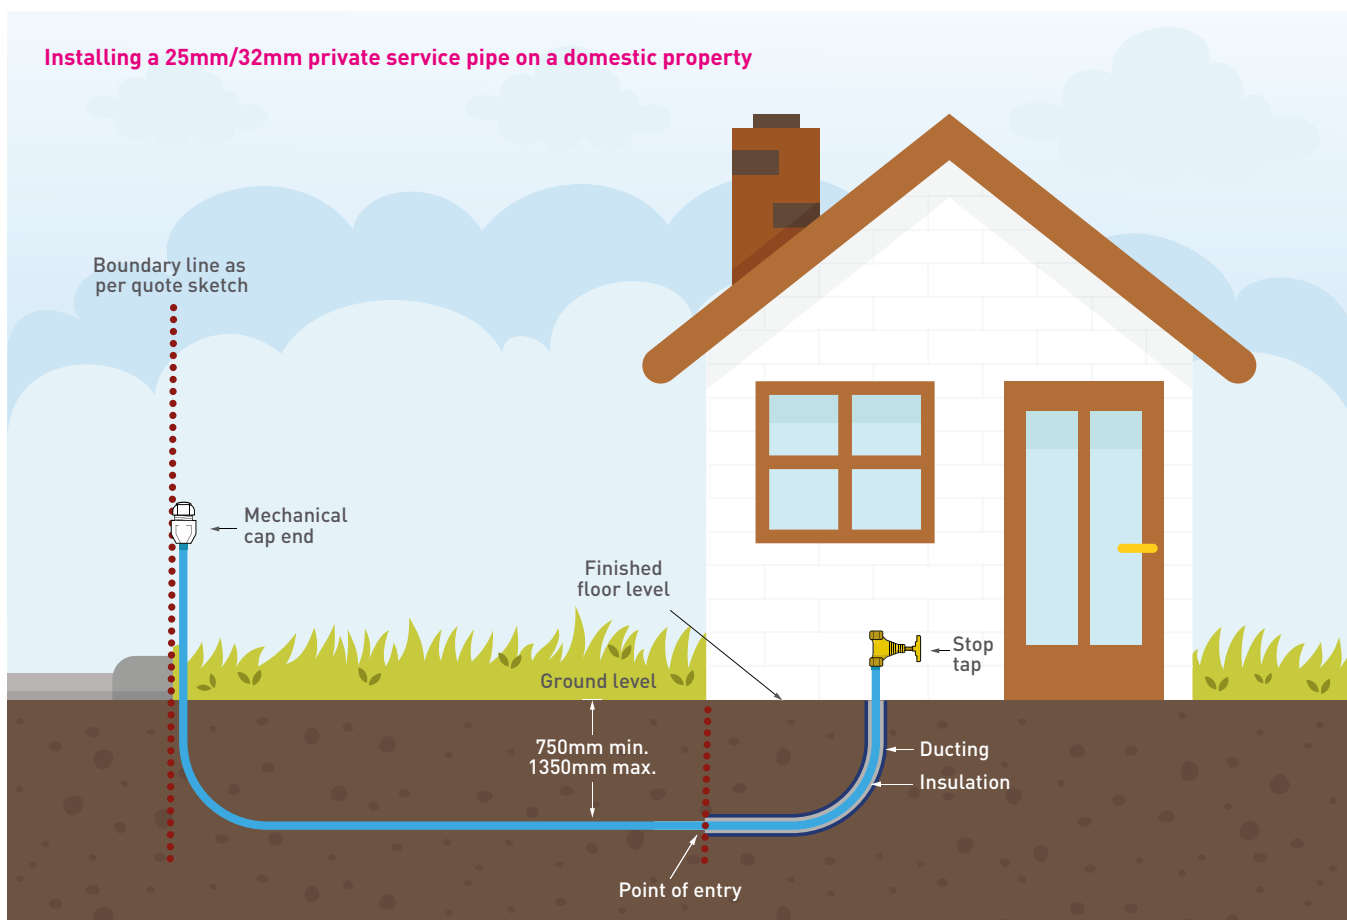 Installing a 25mm/32mm private service pipe on a domestic property
Boundary line as
per quote sketch
Mechanical
cap end
Finished
floor level
Stop
tap
Ground level
750mm min.
1350mm max.
Ducting
Insulation
Point of entry